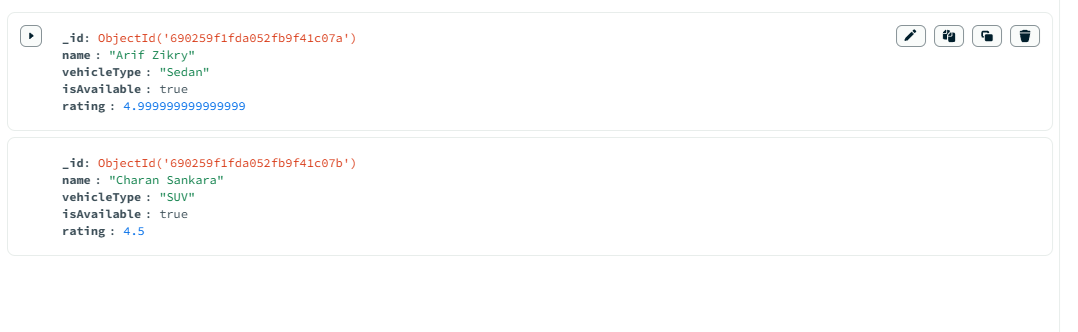 _id: ObjectId('690259f1fda052fb9f41c07a')
name : "Arif Zikry"
vehicleType : "Sedan"
isAvailable : true
rating : 4.999999999999999
_id: ObjectId('690259f1fda052fb9f41c07b')
name : "Charan Sankara"
vehicleType : "SUV"
isAvailable : true
rating : 4.5